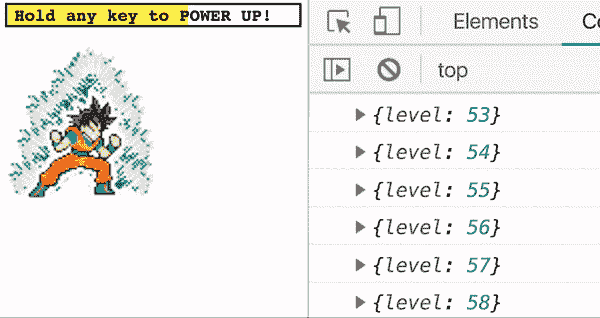 Hold any key to POWER UP!
Elements
top
{level: 53}
{level: 54}
{level: 55}
{level: 56}
{level: 57}
{level: 58}